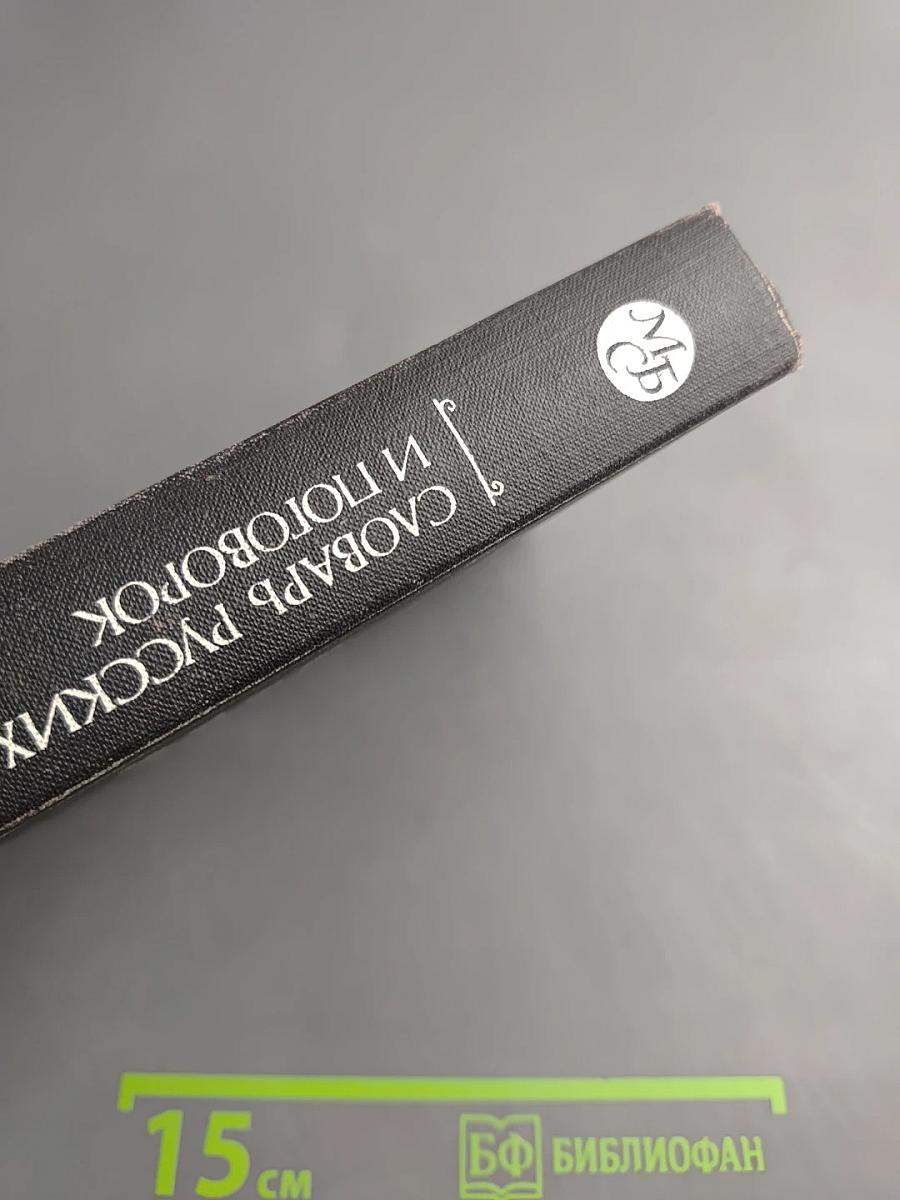 СЛОВАРЬ РУССКИХ
И ПОГОВОРОК
МСБ
15 см
БФ БИБЛИОФАН